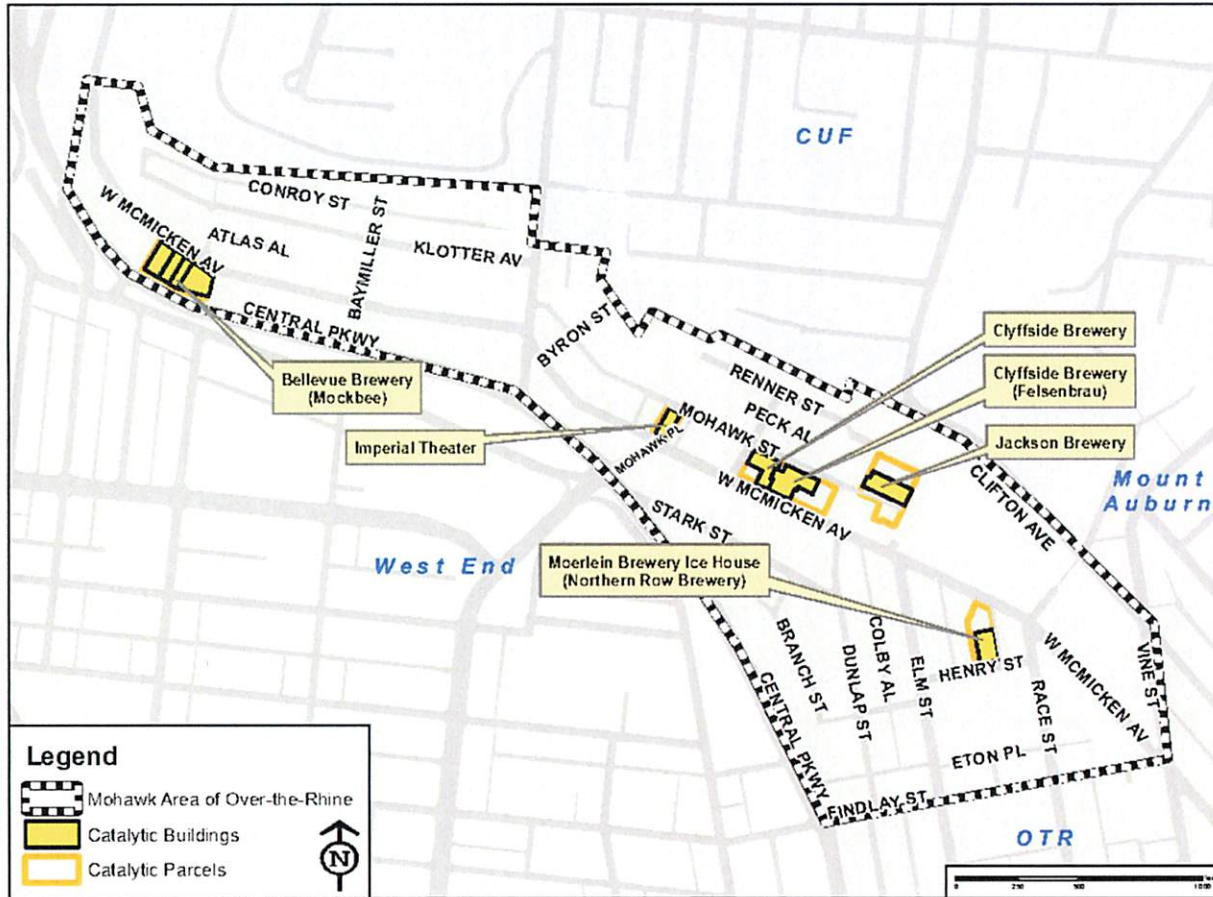 CUF
CONROY ST
W MCMICKEN AV
ATLAS AL
BAYMILLER ST
KLOTTER AV
CENTRAL PKWY
BYRON ST
Clyffside Brewery
Bellevue Brewery
(Mockbee)
RENNER ST
Clyffside Brewery
(Felsenbrau)
PECK AL
MOHAWK ST
Imperial Theater
MOHAWK PL
Jackson Brewery
W MCMICKEN AV
CLIFTON AVE
Mount
Auburn
STARK ST
West End
Moerlein Brewery Ice House
(Northern Row Brewery)
BRANCH ST
DUNLAP ST
COLBY AL
ELM ST
HENRY ST
RACE ST
W MCMICKEN AV
VINE ST
CENTRAL PKWY
ETON PL
FINDLAY ST
OTR
Legend
Mohawk Area of Over-the-Rhine
Catalytic Buildings
Catalytic Parcels
N
0 250 500